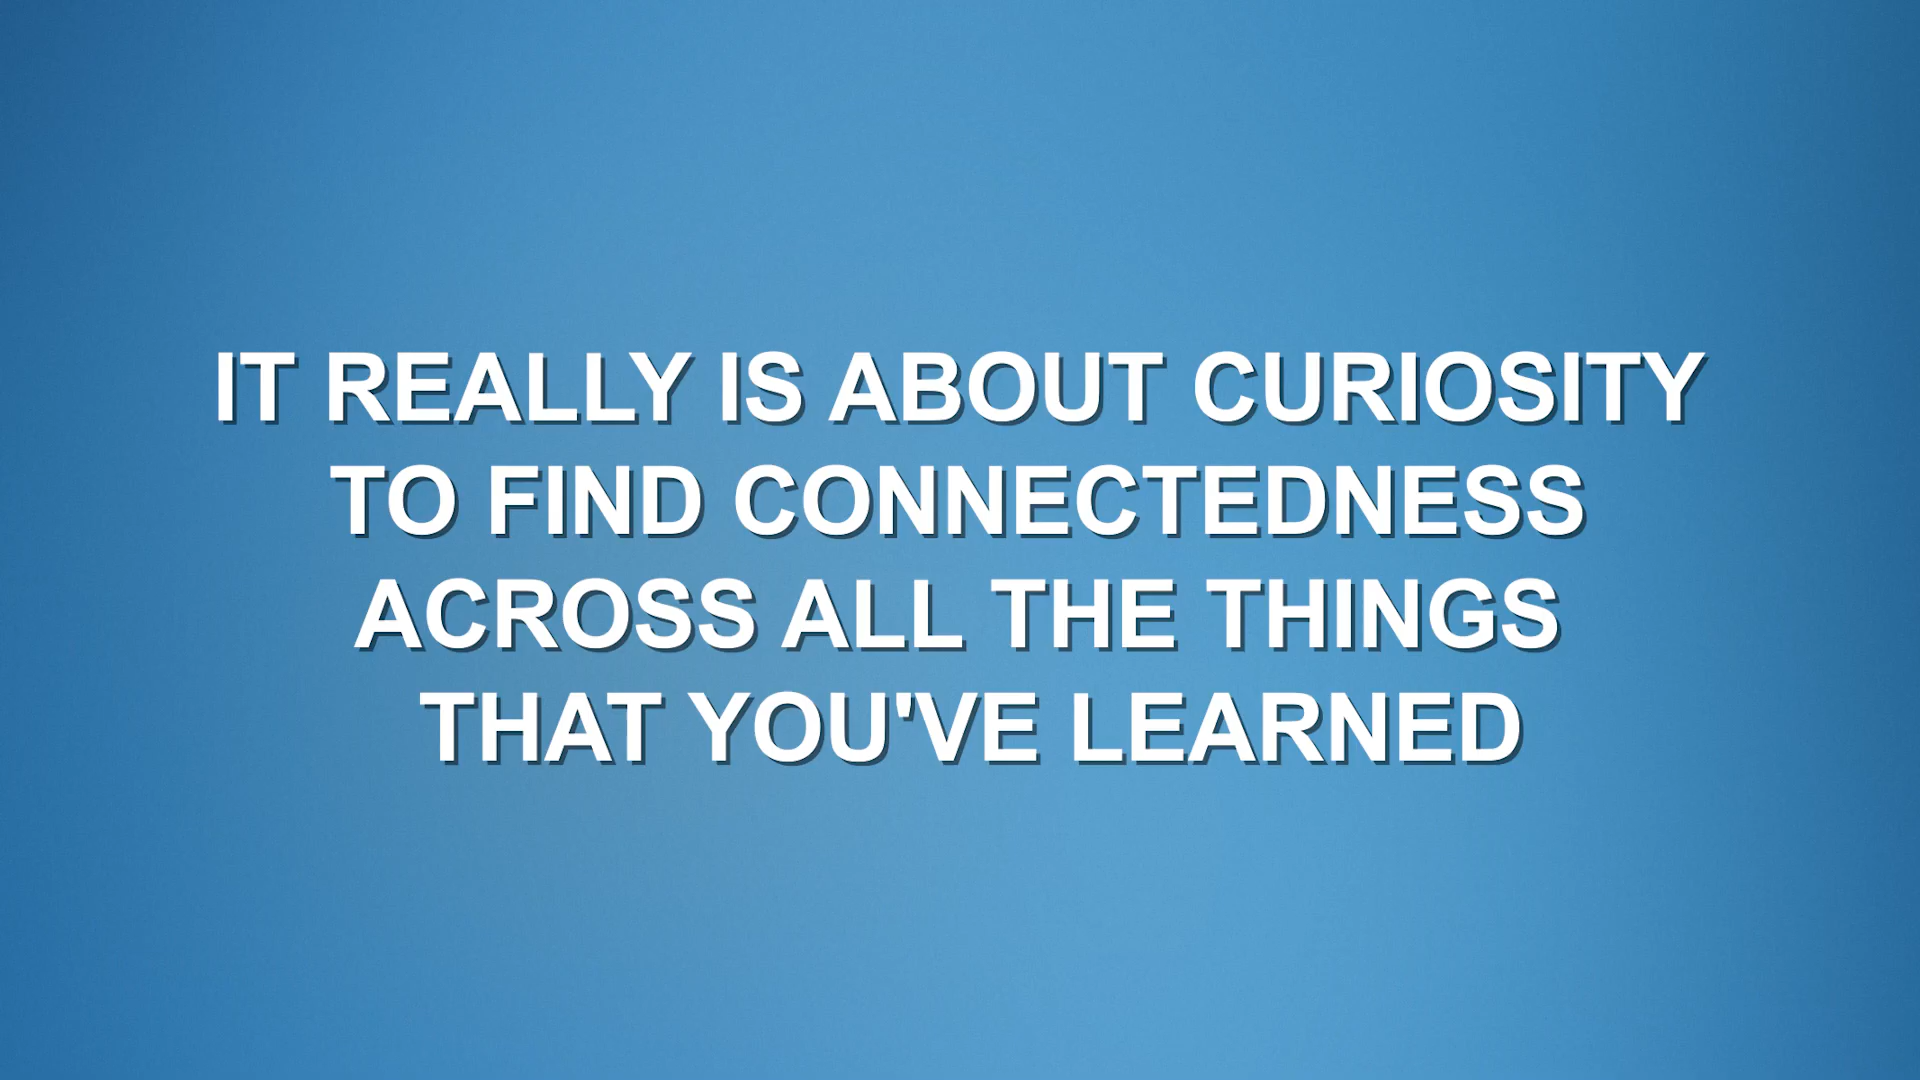 IT REALLY IS ABOUT CURIOSITY
TO FIND CONNECTEDNESS
ACROSS ALL THE THINGS
THAT YOU'VE LEARNED